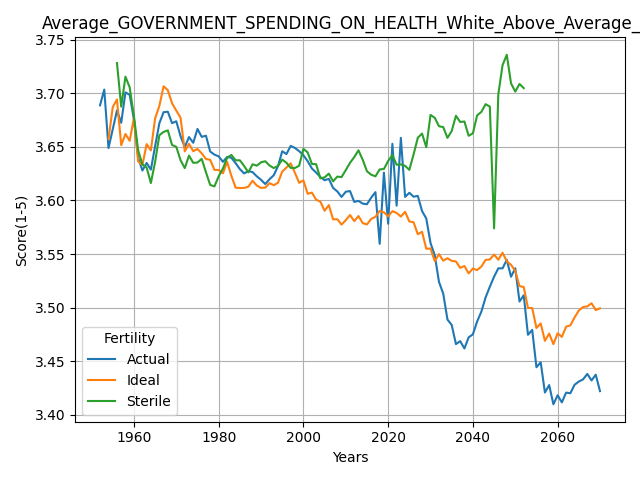 Average_GOVERNMENT_SPENDING_ON_HEALTH_White_Above_Average_
3.75
3.70
3.65
3.60
3.55
3.50
3.45
3.40
Score(1-5)
Fertility
Actual
Ideal
Sterile
1960 1980 2000 2020 2040 2060
Years